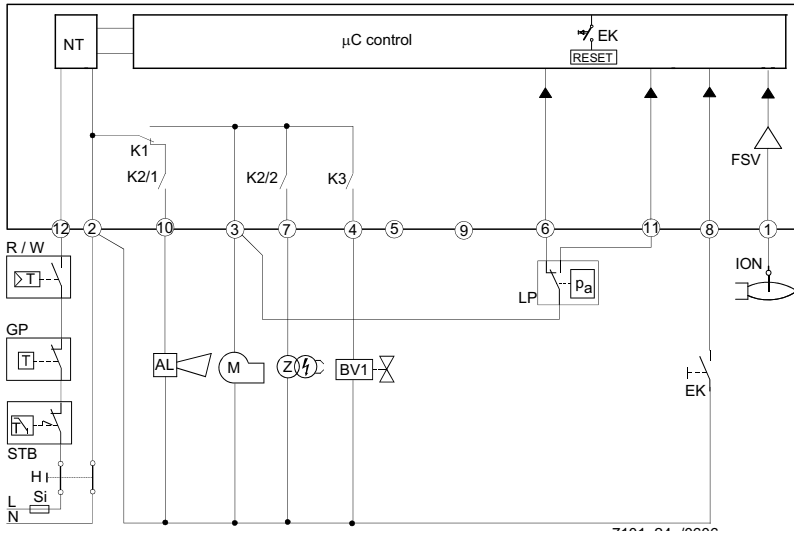 NT
μC control
EK
RESET
K1
K2/1
K2/2
K3
FSV
12
2
10
3
7
4
5
9
6
11
8
1
R / W
T
LP
pa
ION
GP
T
AL
M
Z
BV1
EK
T
STB
H
L
Si
N